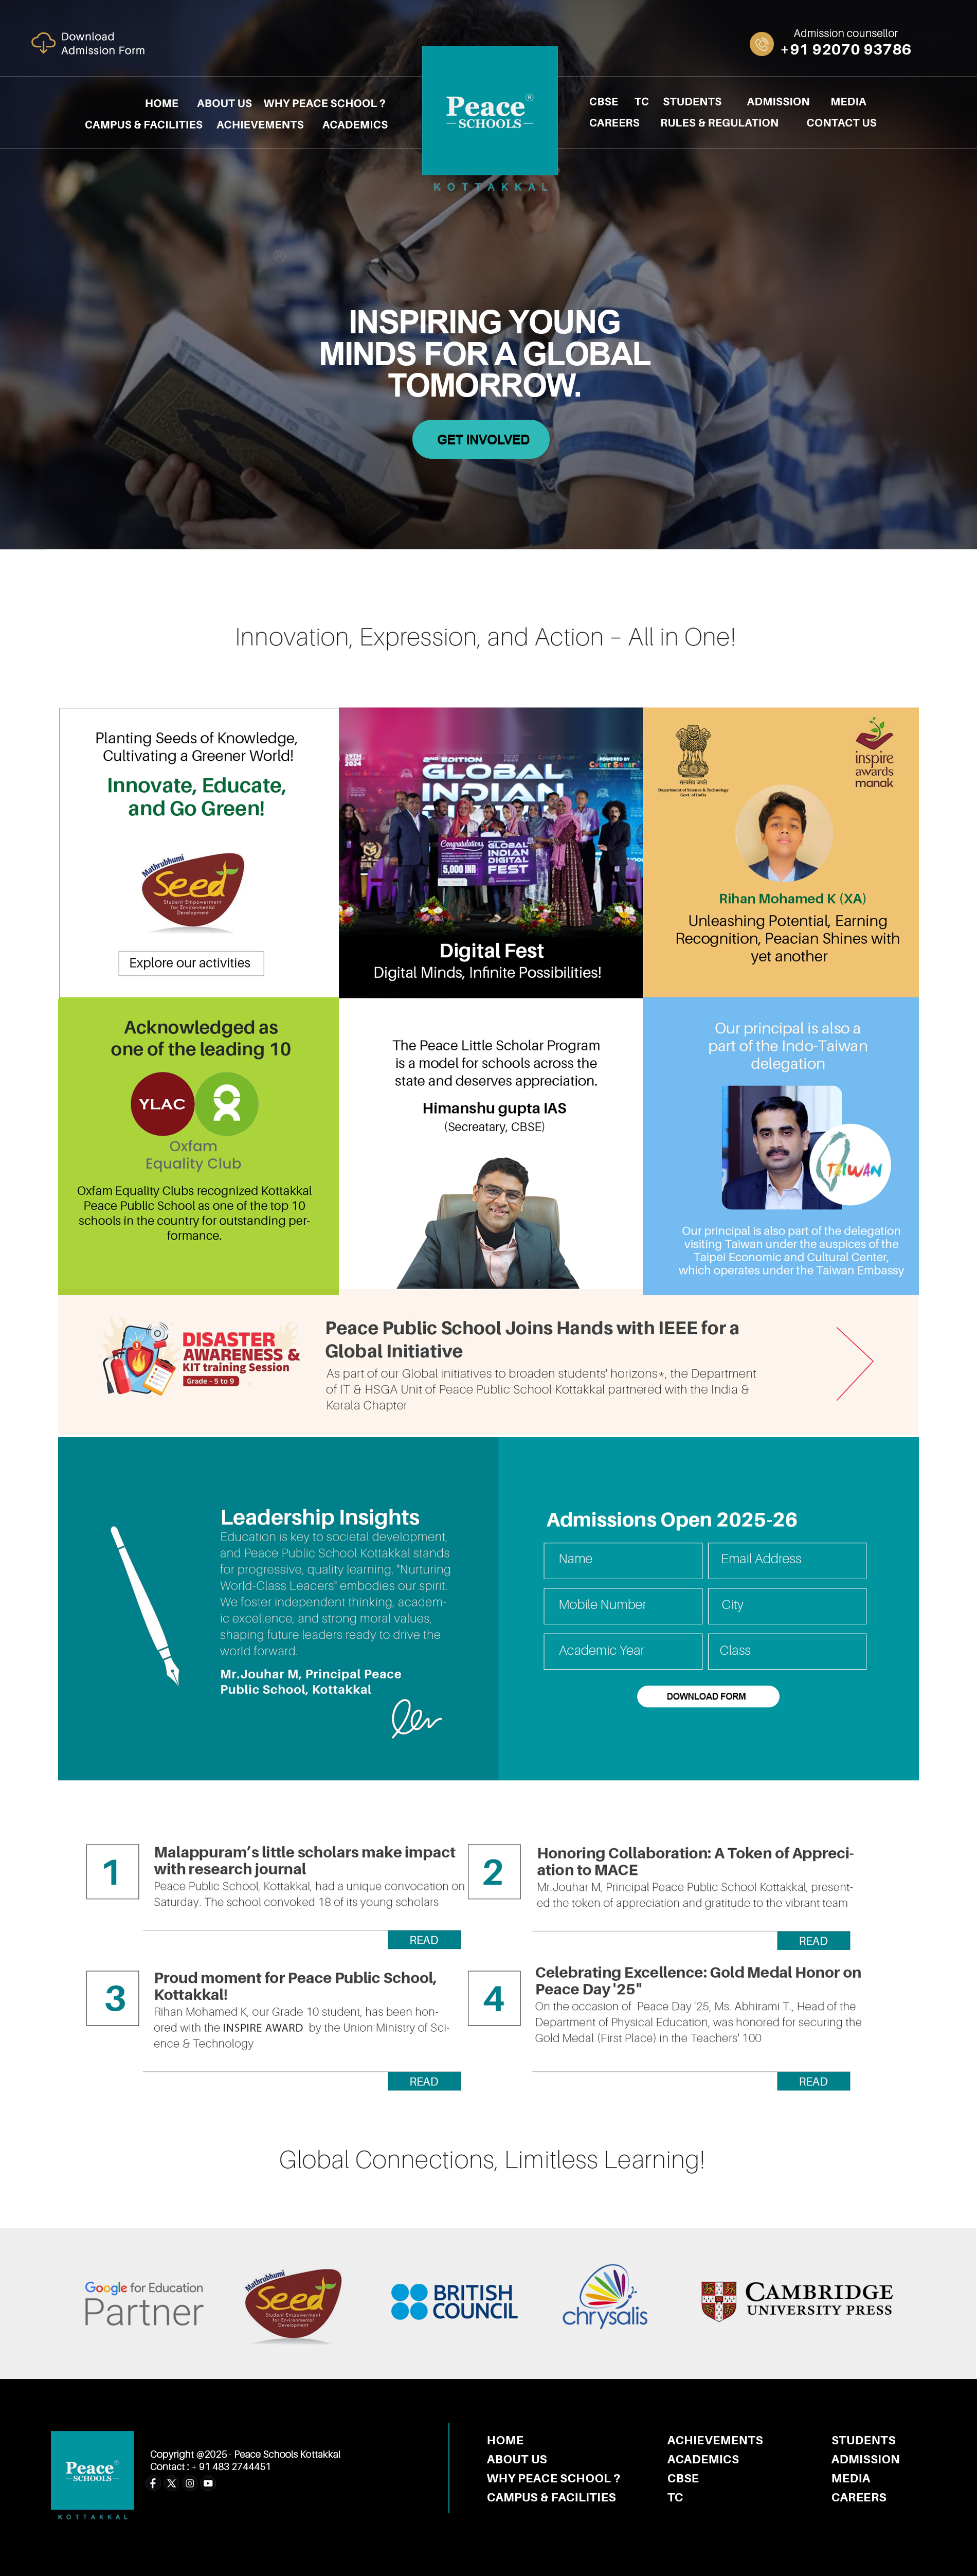 Download
Admission Form
Admission counsellor
+91 92070 93786
HOME ABOUT US WHY PEACE SCHOOL ?
CAMPUS & FACILITIES ACHIEVEMENTS ACADEMICS
Peace®
SCHOOLS
KOTTAKKAL
CBSE TC STUDENTS ADMISSION MEDIA
CAREERS RULES & REGULATION CONTACT US
INSPIRING YOUNG
MINDS FOR A GLOBAL
TOMORROW.
GET INVOLVED
Innovation, Expression, and Action – All in One!
Planting Seeds of Knowledge,
Cultivating a Greener World!
Innovate, Educate,
and Go Green!
Mathrubhumi
Seed
Student Empowerment
for Environmental
Development
Explore our activities
2024
EDITION
POWERED BY
GLOBAL
INDIAN
Congratulations
5,000 INR
GLOBAL
INDIAN
DIGITAL
FEST
Digital Fest
Digital Minds, Infinite Possibilities!
सत्यमेव जयते
Department of Science & Technology
Govt. of India
inspire
awards
manak
Rihan Mohamed K (XA)
Unleashing Potential, Earning
Recognition, Peacian Shines with
yet another
Acknowledged as
one of the leading 10
YLAC
Oxfam
Equality Club
Oxfam Equality Clubs recognized Kottakkal
Peace Public School as one of the top 10
schools in the country for outstanding per-
formance.
The Peace Little Scholar Program
is a model for schools across the
state and deserves appreciation.
Himanshu gupta IAS
(Secreatary, CBSE)
Our principal is also a
part of the Indo-Taiwan
delegation
TAIWAN
Our principal is also part of the delegation
visiting Taiwan under the auspices of the
Taipei Economic and Cultural Center,
which operates under the Taiwan Embassy
DISASTER
AWARENESS &
KIT training Session
Grade - 5 to 9
Peace Public School Joins Hands with IEEE for a
Global Initiative
As part of our Global initiatives to broaden students' horizons*, the Department
of IT & HSGA Unit of Peace Public School Kottakkal partnered with the India &
Kerala Chapter
Leadership Insights
Education is key to societal development,
and Peace Public School Kottakkal stands
for progressive, quality learning. "Nurturing
World-Class Leaders" embodies our spirit.
We foster independent thinking, academ-
ic excellence, and strong moral values,
shaping future leaders ready to drive the
world forward.
Mr.Jouhar M, Principal Peace
Public School, Kottakkal
Admissions Open 2025-26
Name Email Address
Mobile Number City
Academic Year Class
DOWNLOAD FORM
1
Malappuram's little scholars make impact
with research journal
Peace Public School, Kottakkal, had a unique convocation on
Saturday. The school convoked 18 of its young scholars
READ
2
Honoring Collaboration: A Token of Appreci-
ation to MACE
Mr.Jouhar M, Principal Peace Public School Kottakkal, present-
ed the token of appreciation and gratitude to the vibrant team
READ
3
Proud moment for Peace Public School,
Kottakkal!
Rihan Mohamed K, our Grade 10 student, has been hon-
ored with the INSPIRE AWARD by the Union Ministry of Sci-
ence & Technology
READ
4
Celebrating Excellence: Gold Medal Honor on
Peace Day '25"
On the occasion of Peace Day '25, Ms. Abhirami T., Head of the
Department of Physical Education, was honored for securing the
Gold Medal (First Place) in the Teachers' 100
READ
Global Connections, Limitless Learning!
Google for Education
Partner
Mathrubhumi
Seed
Student Empowerment
for Environmental
Development
BRITISH
COUNCIL
chrysalis
CAMBRIDGE
UNIVERSITY PRESS
Peace®
SCHOOLS
KOTTAKKAL
Copyright @2025 - Peace Schools Kottakkal
Contact : + 91 483 2744451
HOME ACHIEVEMENTS STUDENTS
ABOUT US ACADEMICS ADMISSION
WHY PEACE SCHOOL ? CBSE MEDIA
CAMPUS & FACILITIES TC CAREERS